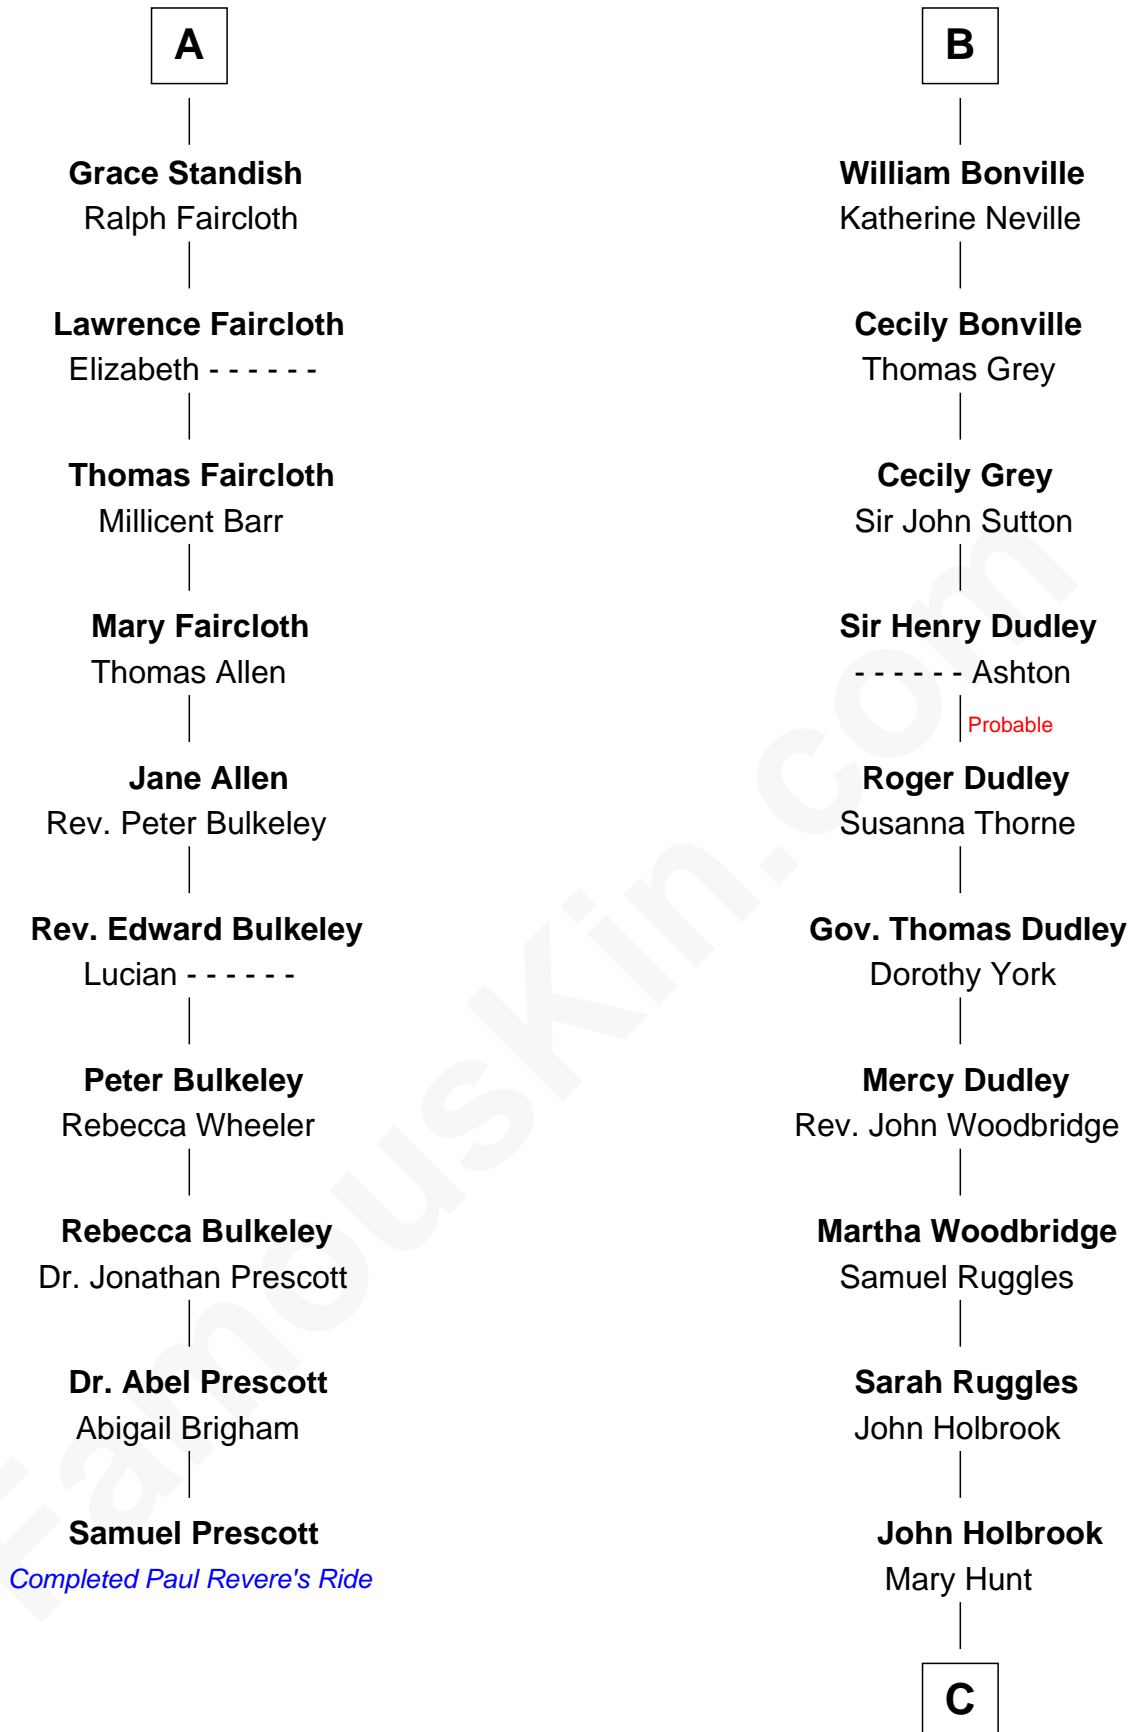 A
Grace Standish
Ralph Faircloth
Lawrence Faircloth
Elizabeth - - - - - -
Thomas Faircloth
Millicent Barr
Mary Faircloth
Thomas Allen
Jane Allen
Rev. Peter Bulkeley
Rev. Edward Bulkeley
Lucian - - - - - -
Peter Bulkeley
Rebecca Wheeler
Rebecca Bulkeley
Dr. Jonathan Prescott
Dr. Abel Prescott
Abigail Brigham
Samuel Prescott
Completed Paul Revere's Ride
B
William Bonville
Katherine Neville
Cecily Bonville
Thomas Grey
Cecily Grey
Sir John Sutton
Sir Henry Dudley
- - - - - - Ashton
Probable
Roger Dudley
Susanna Thorne
Gov. Thomas Dudley
Dorothy York
Mercy Dudley
Rev. John Woodbridge
Martha Woodbridge
Samuel Ruggles
Sarah Ruggles
John Holbrook
John Holbrook
Mary Hunt
C
FamousKin.com